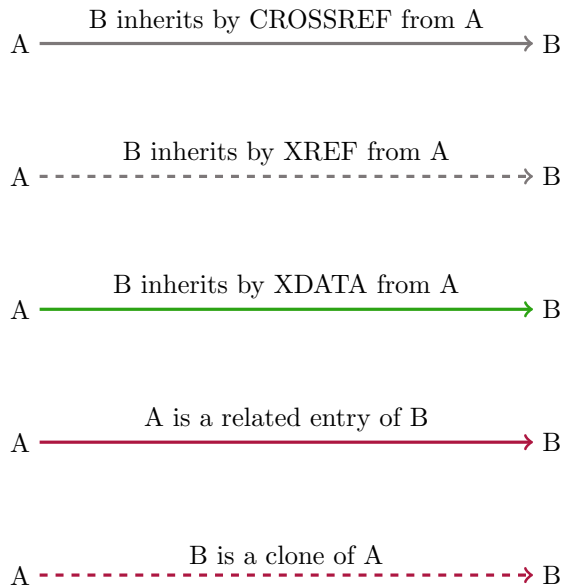 B inherits by CROSSREF from A
A B
B inherits by XREF from A
A B
B inherits by XDATA from A
A B
A is a related entry of B
A B
B is a clone of A
A B